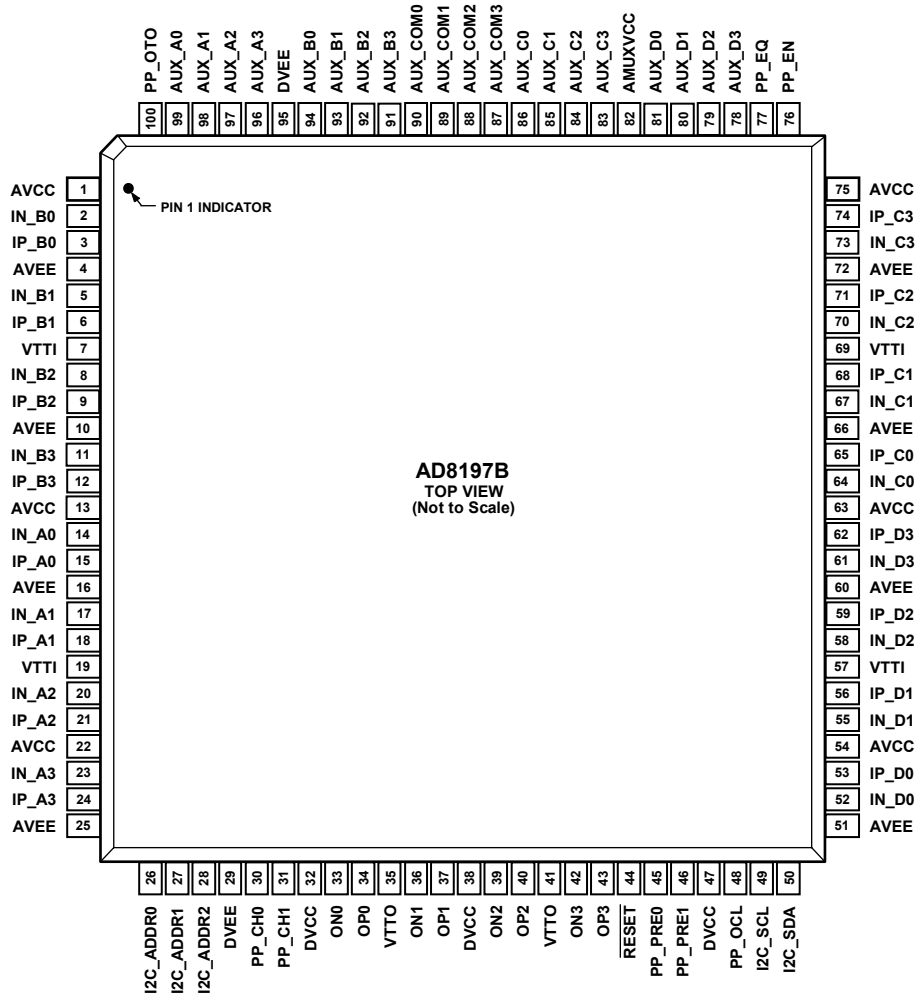 PP_OTO
AUX_A0
AUX_A1
AUX_A2
AUX_A3
DVEE
AUX_B0
AUX_B1
AUX_B2
AUX_B3
AUX_COM0
AUX_COM1
AUX_COM2
AUX_COM3
AUX_C0
AUX_C1
AUX_C2
AUX_C3
AMUXVCC
AUX_D0
AUX_D1
AUX_D2
AUX_D3
PP_EQ
PP_EN
100 99 98 97 96 95 94 93 92 91 90 89 88 87 86 85 84 83 82 81 80 79 78 77 76
AVCC 1
IN_B0 2
IP_B0 3
AVEE 4
IN_B1 5
IP_B1 6
VTTI 7
IN_B2 8
IP_B2 9
AVEE 10
IN_B3 11
IP_B3 12
AVCC 13
IN_A0 14
IP_A0 15
AVEE 16
IN_A1 17
IP_A1 18
VTTI 19
IN_A2 20
IP_A2 21
AVCC 22
IN_A3 23
IP_A3 24
AVEE 25
PIN 1 INDICATOR
AD8197B
TOP VIEW
(Not to Scale)
75 AVCC
74 IP_C3
73 IN_C3
72 AVEE
71 IP_C2
70 IN_C2
69 VTTI
68 IP_C1
67 IN_C1
66 AVEE
65 IP_C0
64 IN_C0
63 AVCC
62 IP_D3
61 IN_D3
60 AVEE
59 IP_D2
58 IN_D2
57 VTTI
56 IP_D1
55 IN_D1
54 AVCC
53 IP_D0
52 IN_D0
51 AVEE
26 27 28 29 30 31 32 33 34 35 36 37 38 39 40 41 42 43 44 45 46 47 48 49 50
I2C_ADDR0
I2C_ADDR1
I2C_ADDR2
DVEE
PP_CH0
PP_CH1
DVCC
ON0
OP0
VTTO
ON1
OP1
DVCC
ON2
OP2
VTTO
ON3
OP3
RESET
PP_PRE0
PP_PRE1
DVCC
PP_OCL
I2C_SCL
I2C_SDA